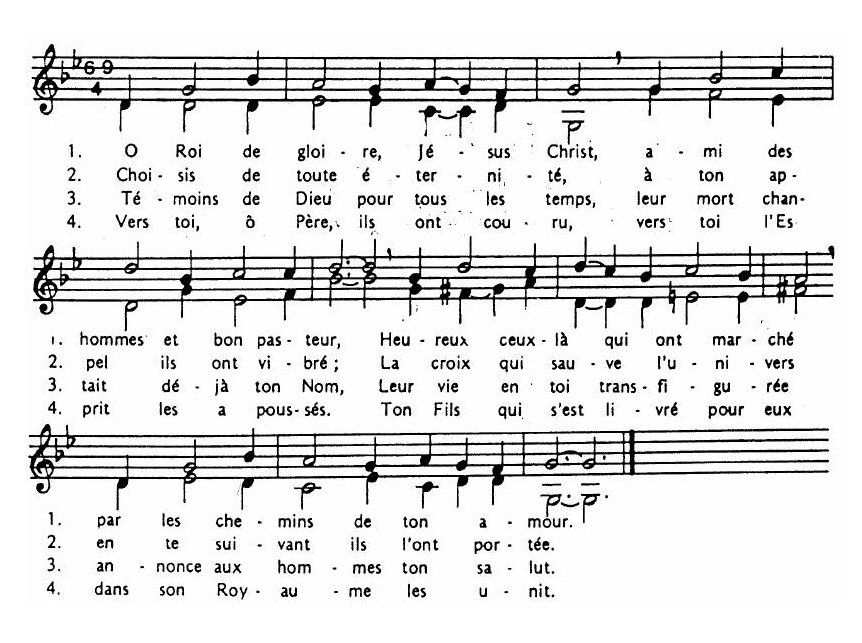 6 9
4
1. O Roi de gloi - re, Jé - sus Christ, a - mi des
2. Choi - sis de toute é - ter - ni - té, à ton ap -
3. Té - moins de Dieu pour tous les temps, leur mort chan-
4. Vers toi, ô Père, ils ont cou - ru, vers toi l'Es
1. hommes et bon pas - teur, Heu - reux ceux - là qui ont mar - ché
2. pel ils ont vi - bré ; La croix qui sau - ve l'u - ni - vers
3. tait dé - jà ton Nom, Leur vie en toi trans - fi - gu - rée
4. prit les a pous - sés. Ton Fils qui s'est li - vré pour eux
1. par les che - mins de ton a - mour.
2. en te sui - vant ils l'ont por - tée.
3. an - nonce aux hom - mes ton sa - lut.
4. dans son Roy - au - me les u - nit.